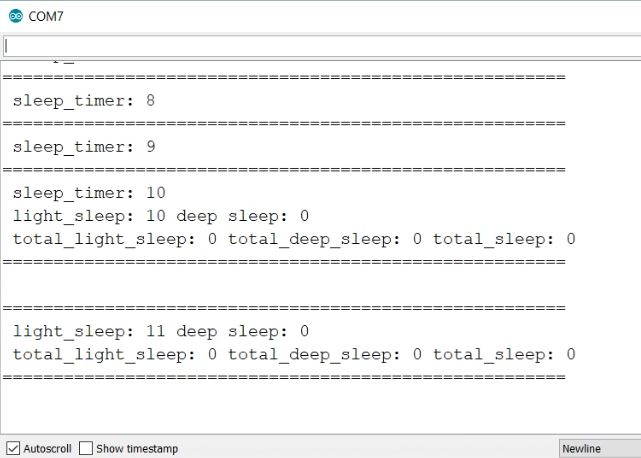 COM7
=======================================================
sleep_timer: 8
=======================================================
sleep_timer: 9
=======================================================
sleep_timer: 10
light_sleep: 10 deep sleep: 0
total_light_sleep: 0 total_deep_sleep: 0 total_sleep: 0
=======================================================
=======================================================
light_sleep: 11 deep sleep: 0
total_light_sleep: 0 total_deep_sleep: 0 total_sleep: 0
=======================================================
Autoscroll Show timestamp Newline